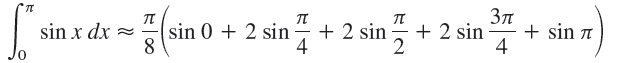 ∫₀^π sin x dx ≈ π/8 (sin 0 + 2 sin π/4 + 2 sin π/2 + 2 sin 3π/4 + sin π)